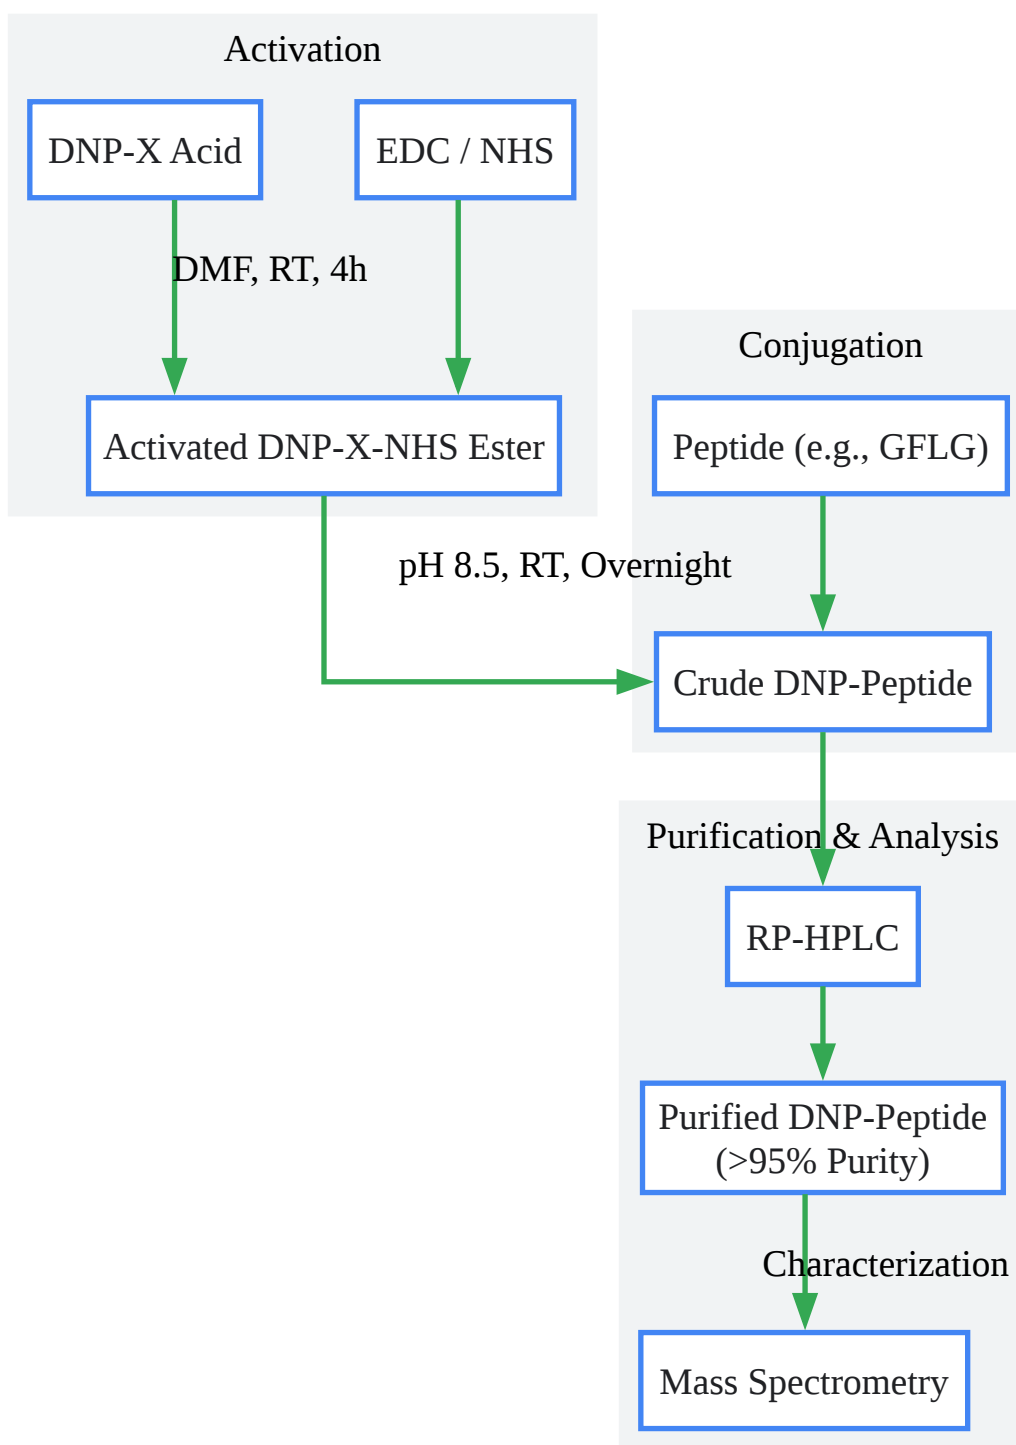 Activation
DNP-X Acid
EDC / NHS
DMF, RT, 4h
Activated DNP-X-NHS Ester
Conjugation
Peptide (e.g., GFLG)
pH 8.5, RT, Overnight
Crude DNP-Peptide
Purification & Analysis
RP-HPLC
Purified DNP-Peptide
(>95% Purity)
Characterization
Mass Spectrometry